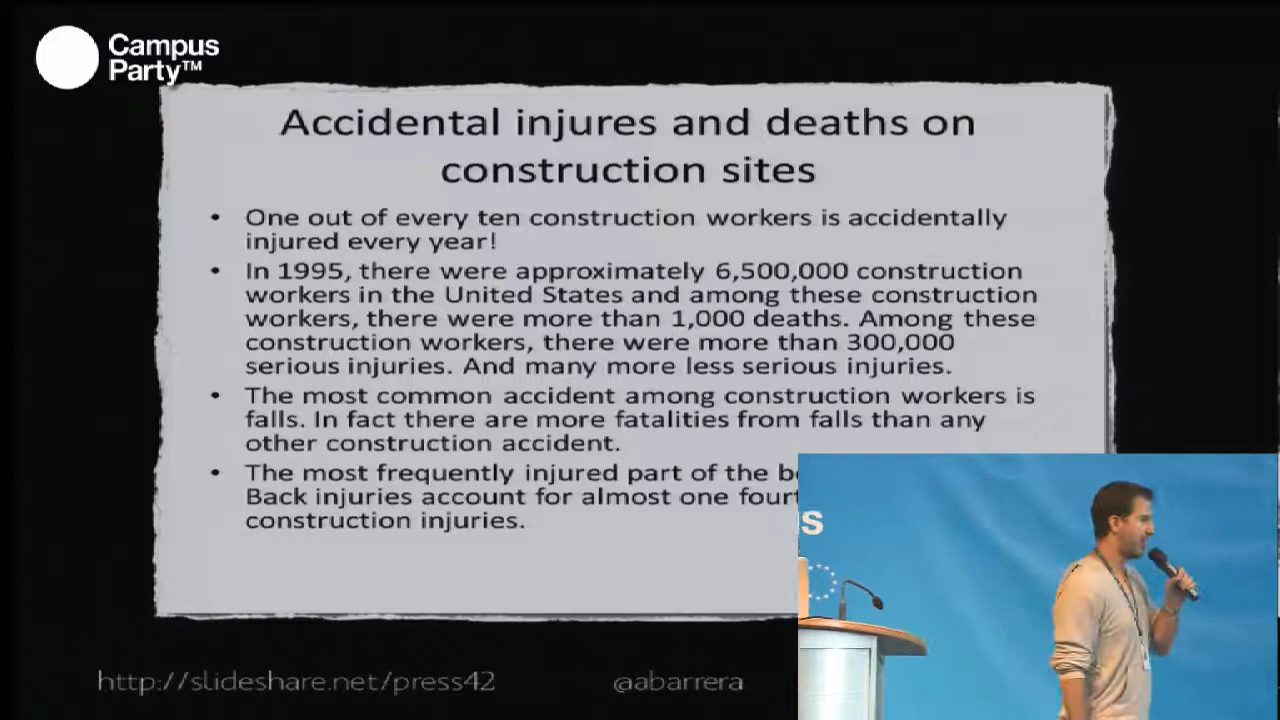 Campus
Party™
Accidental injures and deaths on
construction sites
• One out of every ten construction workers is accidentally
injured every year!
• In 1995, there were approximately 6,500,000 construction
workers in the United States and among these construction
workers, there were more than 1,000 deaths. Among these
construction workers, there were more than 300,000
serious injuries. And many more less serious injuries.
• The most common accident among construction workers is
falls. In fact there are more fatalities from falls than any
other construction accident.
• The most frequently injured part of the
Back injuries account for almost one
construction injuries.
http://slideshare.net/press42
@abarrera